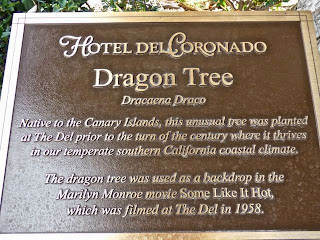 HOTEL DEL CORONADO
Dragon Tree
Dracaena Draco
Native to the Canary Islands, this unusual tree was planted
at The Del prior to the turn of the century where it thrives
in our temperate southern California coastal climate.
The dragon tree was used as a backdrop in the
Marilyn Monroe movie Some Like It Hot,
which was filmed at The Del in 1958.